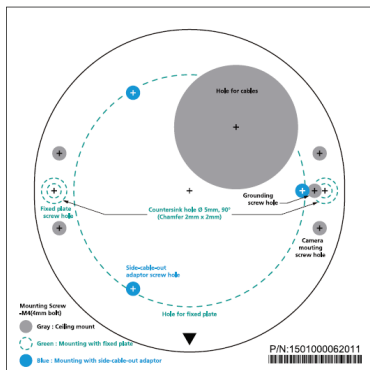 Hole for cables
Grounding
screw hole
Fixed plate
screw hole
Countersink hole Ø 5mm, 90°
(Chamfer 2mm x 2mm)
Camera
mouting
screw hole
Side-cable-out
adaptor screw hole
Hole for fixed plate
Mounting Screw
-M4(4mm bolt)
Gray : Ceiling mount
Green : Mounting with fixed plate
Blue : Mounting with side-cable-out adaptor
P/N:1501000062011